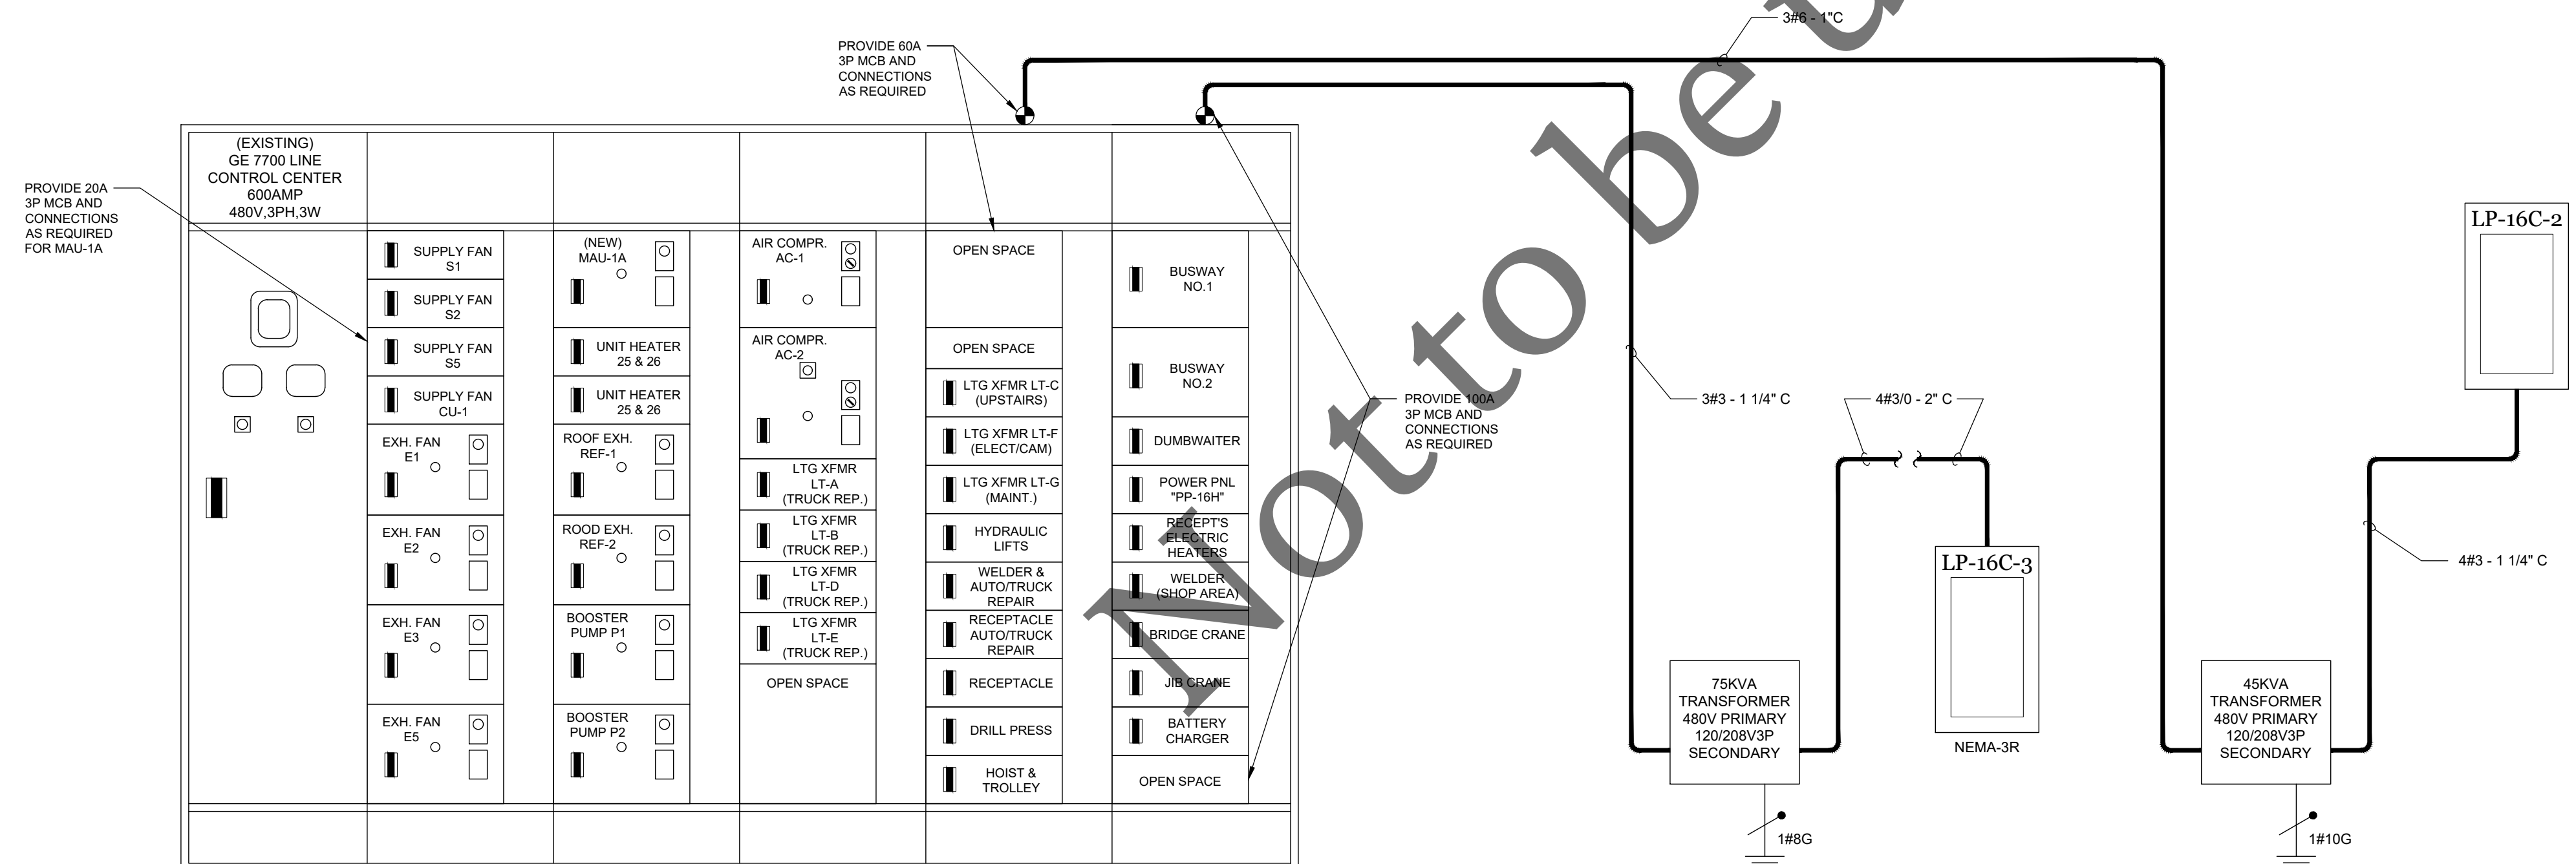 3#6 - 1"C
PROVIDE 60A
3P MCB AND
CONNECTIONS
AS REQUIRED
(EXISTING)
GE 7700 LINE
CONTROL CENTER
600AMP
480V,3PH,3W
PROVIDE 20A
3P MCB AND
CONNECTIONS
AS REQUIRED
FOR MAU-1A
SUPPLY FAN
S1
SUPPLY FAN
S2
SUPPLY FAN
S5
SUPPLY FAN
CU-1
EXH. FAN
E1
EXH. FAN
E2
EXH. FAN
E3
EXH. FAN
E5
(NEW)
MAU-1A
UNIT HEATER
25 & 26
UNIT HEATER
25 & 26
ROOF EXH.
REF-1
ROOD EXH.
REF-2
BOOSTER
PUMP P1
BOOSTER
PUMP P2
AIR COMPR.
AC-1
AIR COMPR.
AC-2
LTG XFMR
LT-A
(TRUCK REP.)
LTG XFMR
LT-B
(TRUCK REP.)
LTG XFMR
LT-D
(TRUCK REP.)
LTG XFMR
LT-E
(TRUCK REP.)
OPEN SPACE
OPEN SPACE
OPEN SPACE
LTG XFMR LT-C
(UPSTAIRS)
LTG XFMR LT-F
(ELECT/CAM)
LTG XFMR LT-G
(MAINT.)
HYDRAULIC
LIFTS
WELDER &
AUTO/TRUCK
REPAIR
RECEPTACLE
AUTO/TRUCK
REPAIR
RECEPTACLE
DRILL PRESS
HOIST &
TROLLEY
BUSWAY
NO.1
BUSWAY
NO.2
DUMBWAITER
POWER PNL
"PP-16H"
RECEPT'S
ELECTRIC
HEATERS
WELDER
(SHOP AREA)
BRIDGE CRANE
JIB CRANE
BATTERY
CHARGER
OPEN SPACE
PROVIDE 100A
3P MCB AND
CONNECTIONS
AS REQUIRED
3#3 - 1 1/4" C
4#3/0 - 2" C
LP-16C-3
NEMA-3R
75KVA
TRANSFORMER
480V PRIMARY
120/208V3P
SECONDARY
1#8G
LP-16C-2
4#3 - 1 1/4" C
45KVA
TRANSFORMER
480V PRIMARY
120/208V3P
SECONDARY
1#10G
Not to be